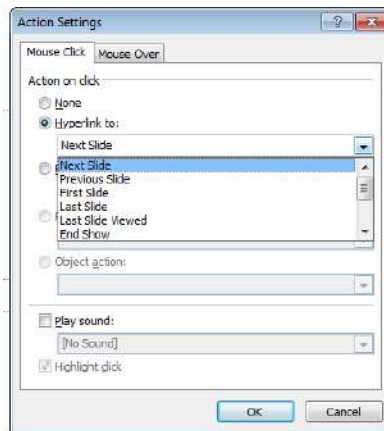 Action Settings
Mouse Click Mouse Over
Action on click
None
Hyperlink to:
Next Slide
Next Slide
Previous Slide
First Slide
Last Slide
Last Slide Viewed
End Show
Object action:
Play sound:
[No Sound]
Highlight click
OK Cancel